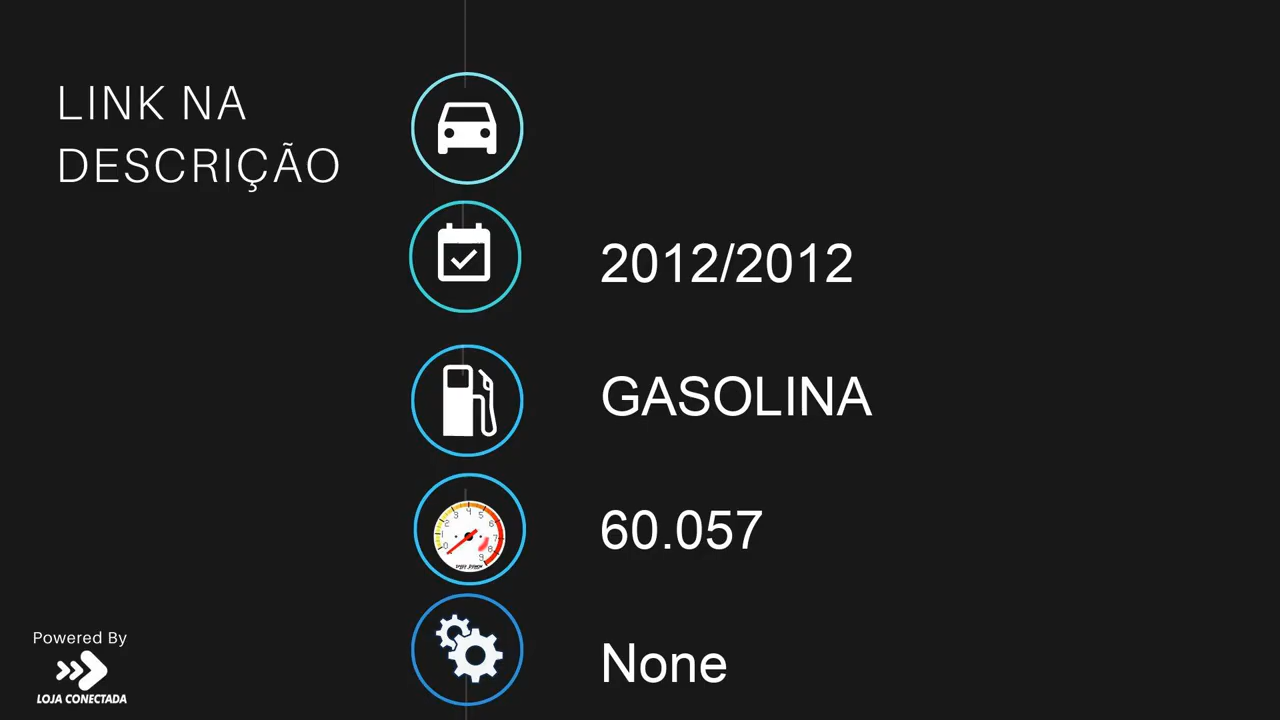 LINK NA
DESCRIÇÃO
2012/2012
GASOLINA
60.057
None
Powered By
LOJA CONECTADA